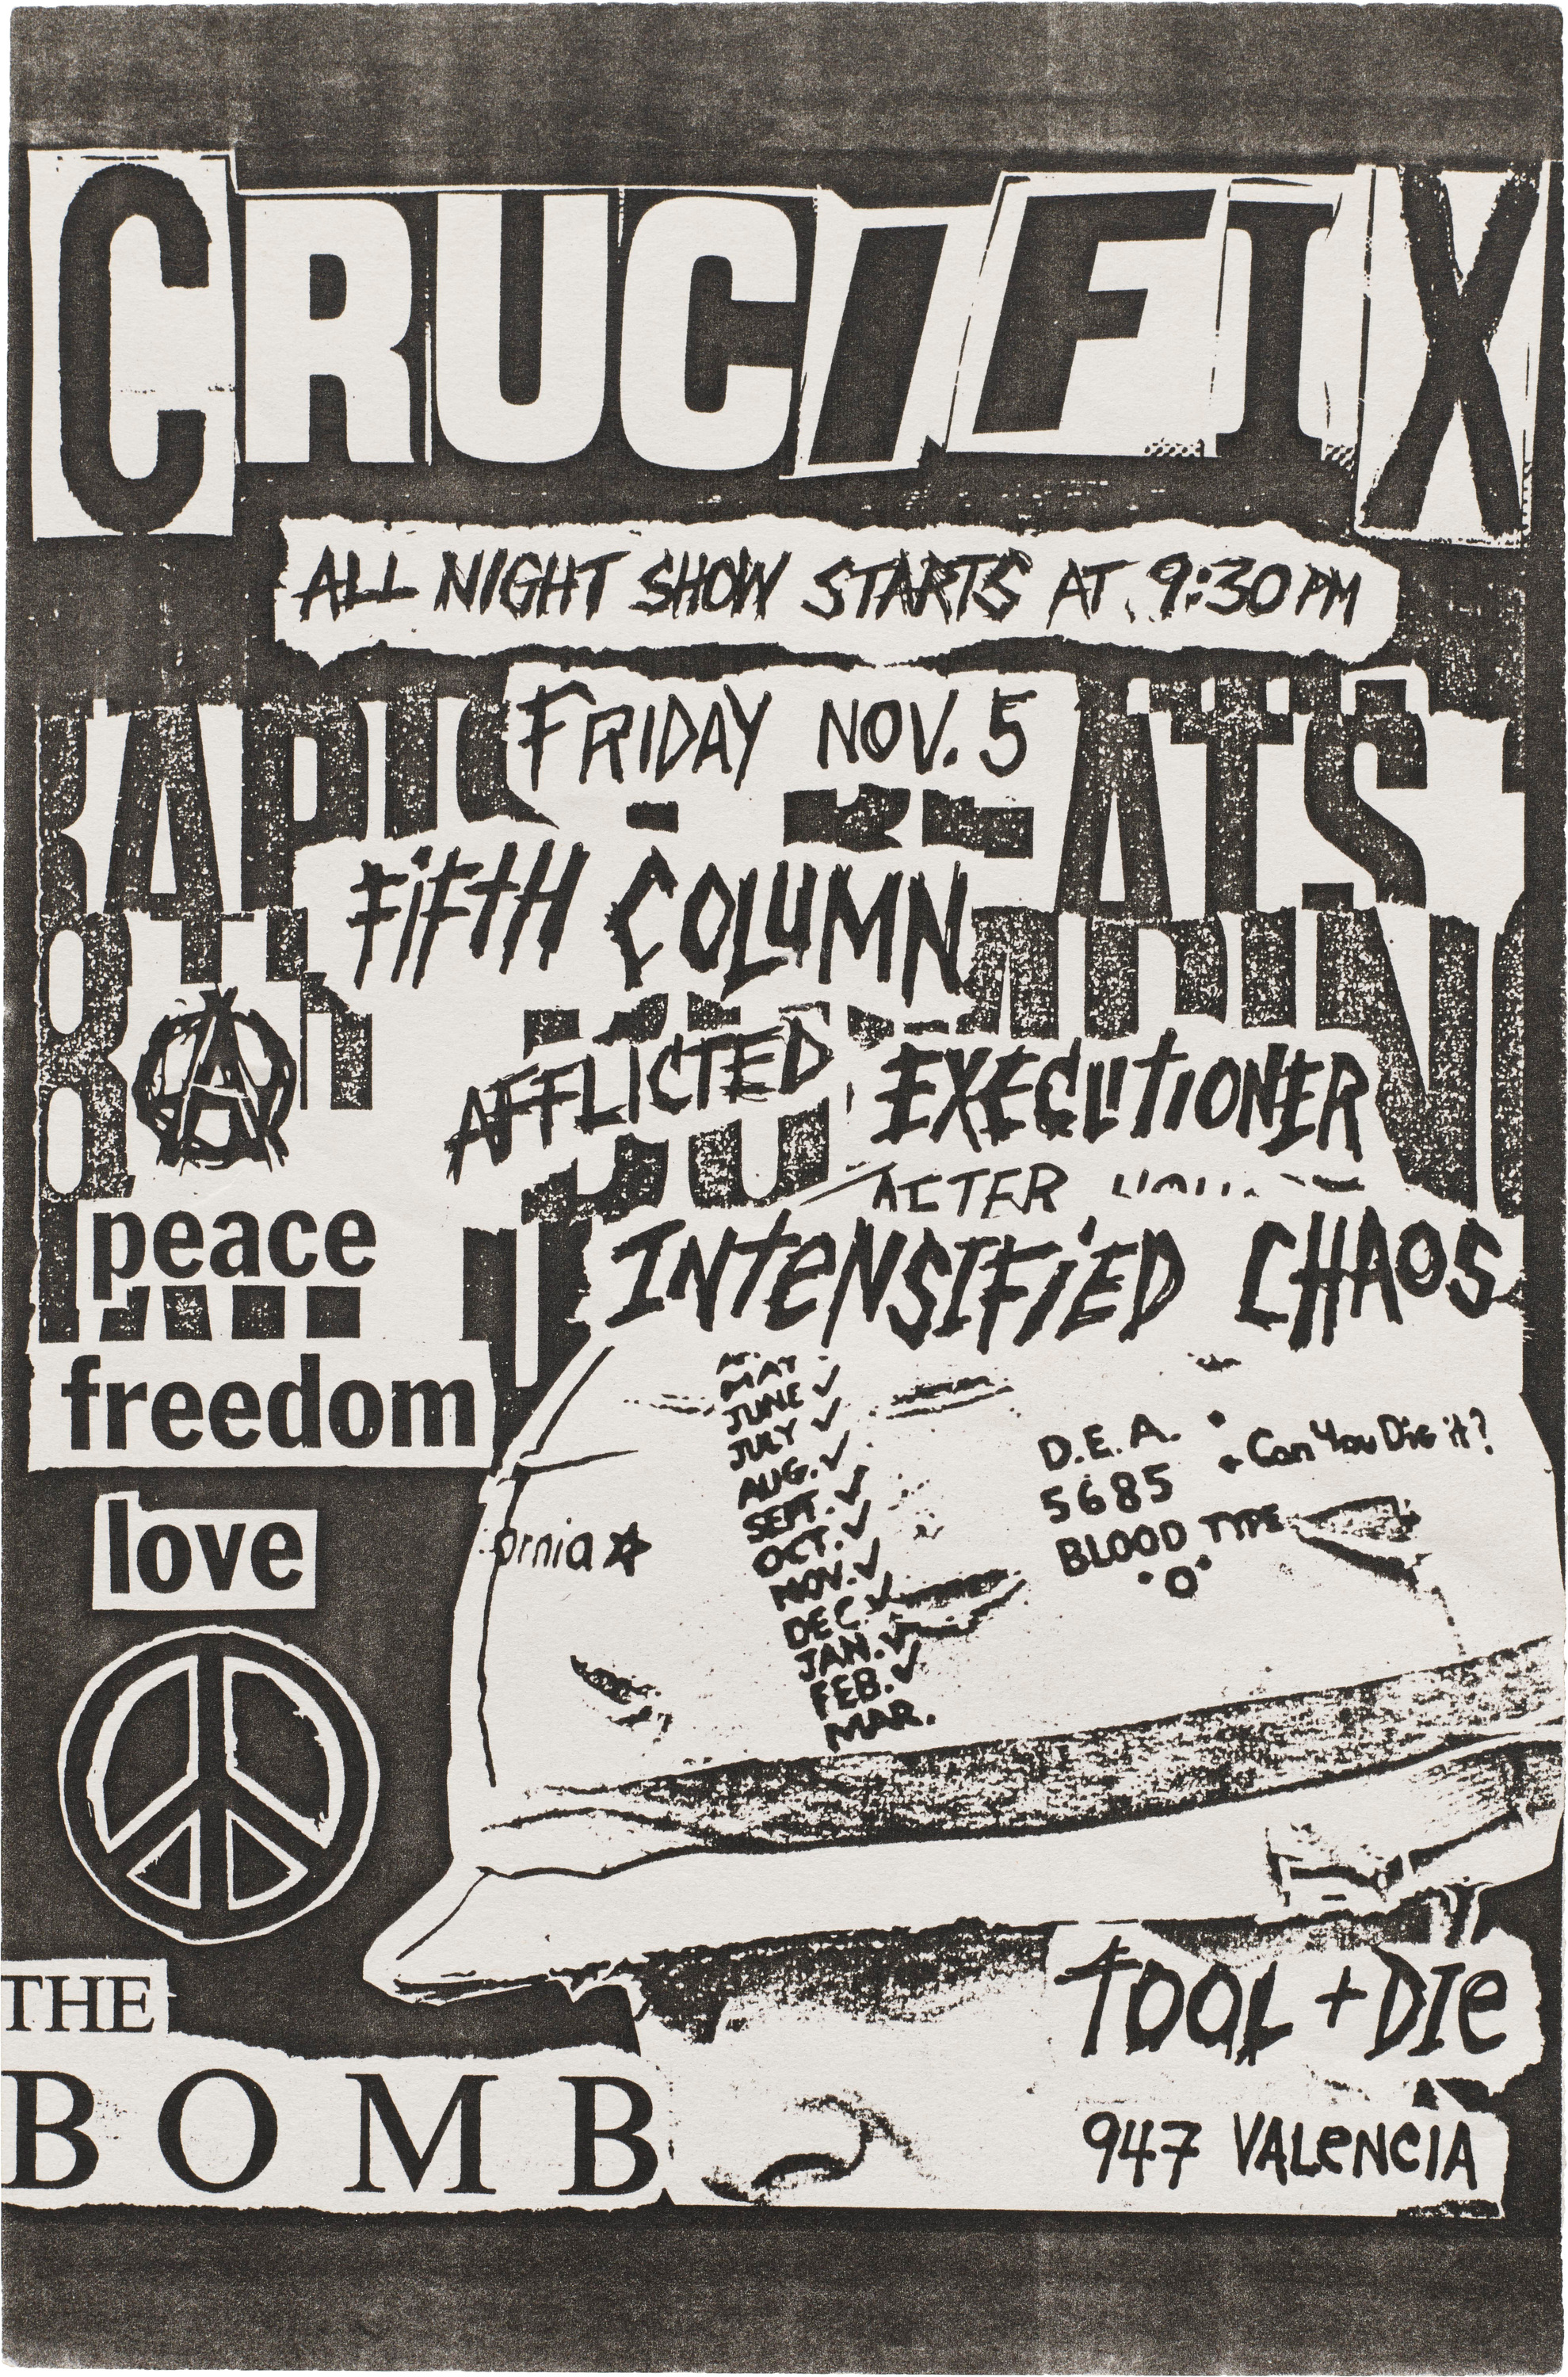 CRUCIFIX
ALL NIGHT SHOW STARTS AT 9:30 PM
FRIDAY NOV. 5
FiFtH COLUMN
AFFLICTED EXECUtiONER
INteNSIFiED CHAOS
peace
freedom
love
MAY
JUNE ✓
JULY ✓
AUG. ✓
SEPT. ✓
OCT. ✓
NOV. ✓
DEC ✓
JAN. ✓
FEB. ✓
MAR.
D.E.A.
5685
BLOOD TYPE
"O"
Can You Dig it?
ornia ☆
THE
BOMB
tOOL + DIe
947 VALeNCIA